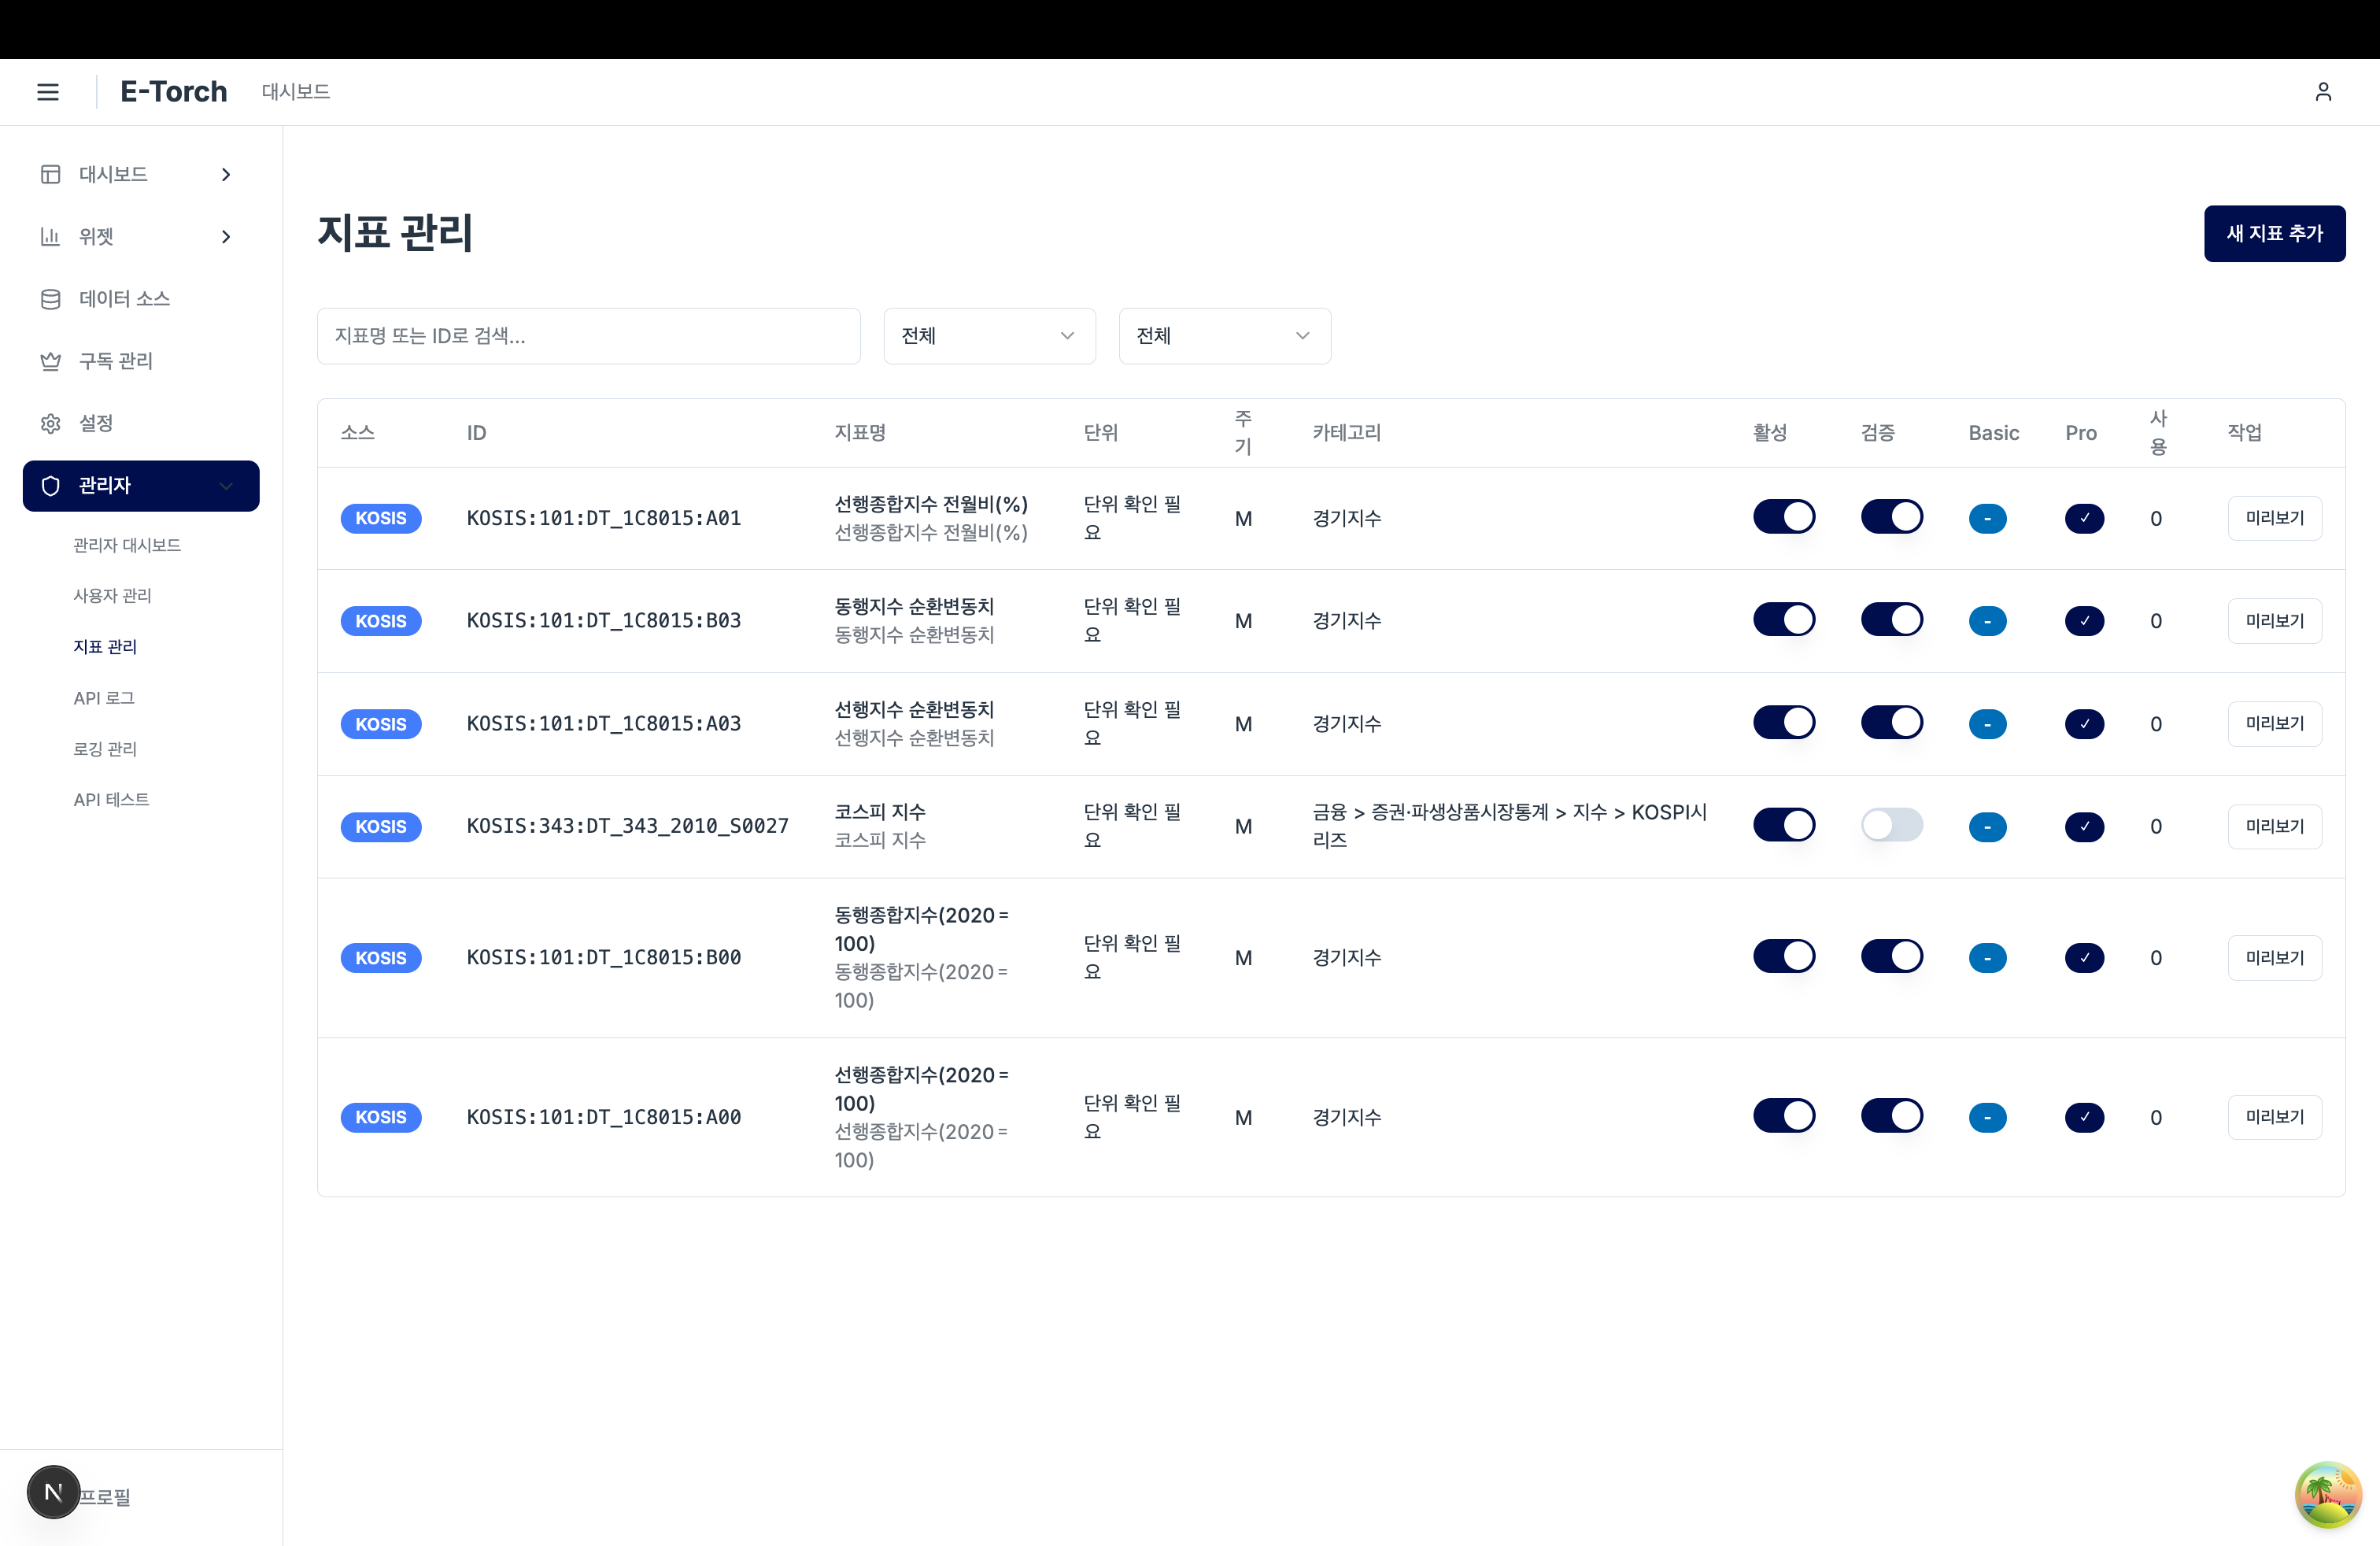 E-Torch
대시보드
대시보드
위젯
데이터 소스
구독 관리
설정
관리자
관리자 대시보드
사용자 관리
지표 관리
API 로그
로깅 관리
API 테스트
N
프로필
지표 관리
새 지표 추가
지표명 또는 ID로 검색...
전체
전체
소스 ID 지표명 단위 주기 카테고리 활성 검증 Basic Pro 사용 작업
KOSIS KOSIS:101:DT_1C8015:A01 선행종합지수 전월비(%) 단위 확인 필요 M 경기지수 - ✓ 0 미리보기
선행종합지수 전월비(%)
KOSIS KOSIS:101:DT_1C8015:B03 동행지수 순환변동치 단위 확인 필요 M 경기지수 - ✓ 0 미리보기
동행지수 순환변동치
KOSIS KOSIS:101:DT_1C8015:A03 선행지수 순환변동치 단위 확인 필요 M 경기지수 - ✓ 0 미리보기
선행지수 순환변동치
KOSIS KOSIS:343:DT_343_2010_S0027 코스피 지수 단위 확인 필요 M 금융 > 증권·파생상품시장통계 > 지수 > KOSPI시리즈 - ✓ 0 미리보기
코스피 지수
KOSIS KOSIS:101:DT_1C8015:B00 동행종합지수(2020=100) 단위 확인 필요 M 경기지수 - ✓ 0 미리보기
동행종합지수(2020=100)
KOSIS KOSIS:101:DT_1C8015:A00 선행종합지수(2020=100) 단위 확인 필요 M 경기지수 - ✓ 0 미리보기
선행종합지수(2020=100)